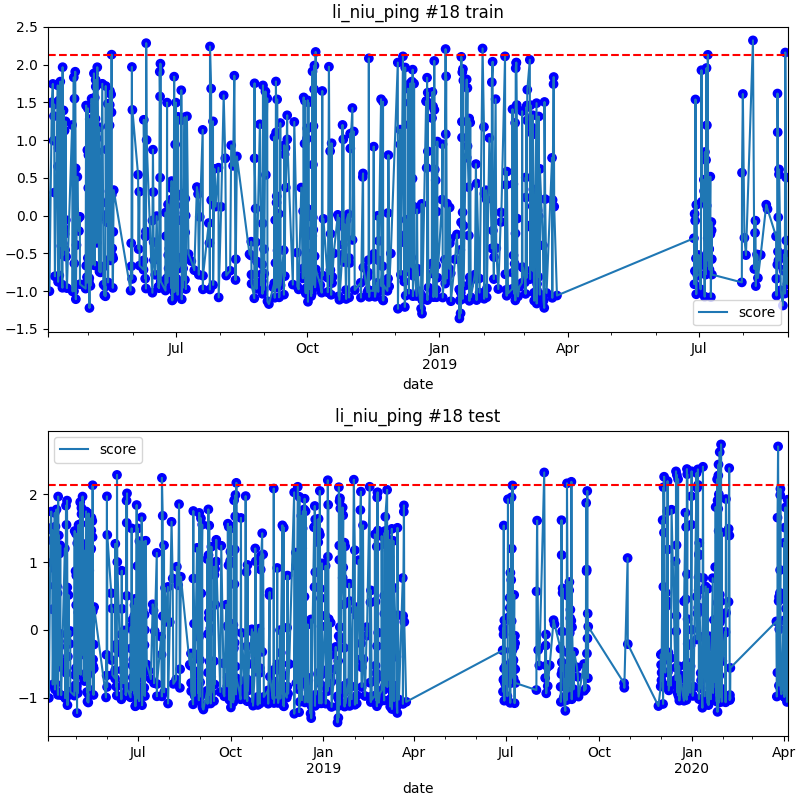 li_niu_ping #18 train
2.5
2.0
1.5
1.0
0.5
0.0
−0.5
−1.0
−1.5
score
Jul
Oct
Jan
2019
Apr
Jul
date
li_niu_ping #18 test
score
2
1
0
−1
Jul
Oct
Jan
2019
Apr
Jul
Oct
Jan
2020
Apr
date